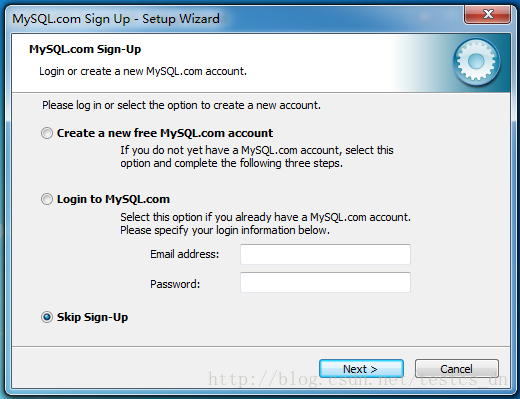 MySQL.com Sign Up - Setup Wizard
MySQL.com Sign-Up
Login or create a new MySQL.com account.
Please log in or select the option to create a new account.
Create a new free MySQL.com account
If you do not yet have a MySQL.com account, select this
option and complete the following three steps.
Login to MySQL.com
Select this option if you already have a MySQL.com account.
Please specify your login information below.
Email address:
Password:
Skip Sign-Up
Next >
Cancel
http://blog.csdn.net/testcs_dn